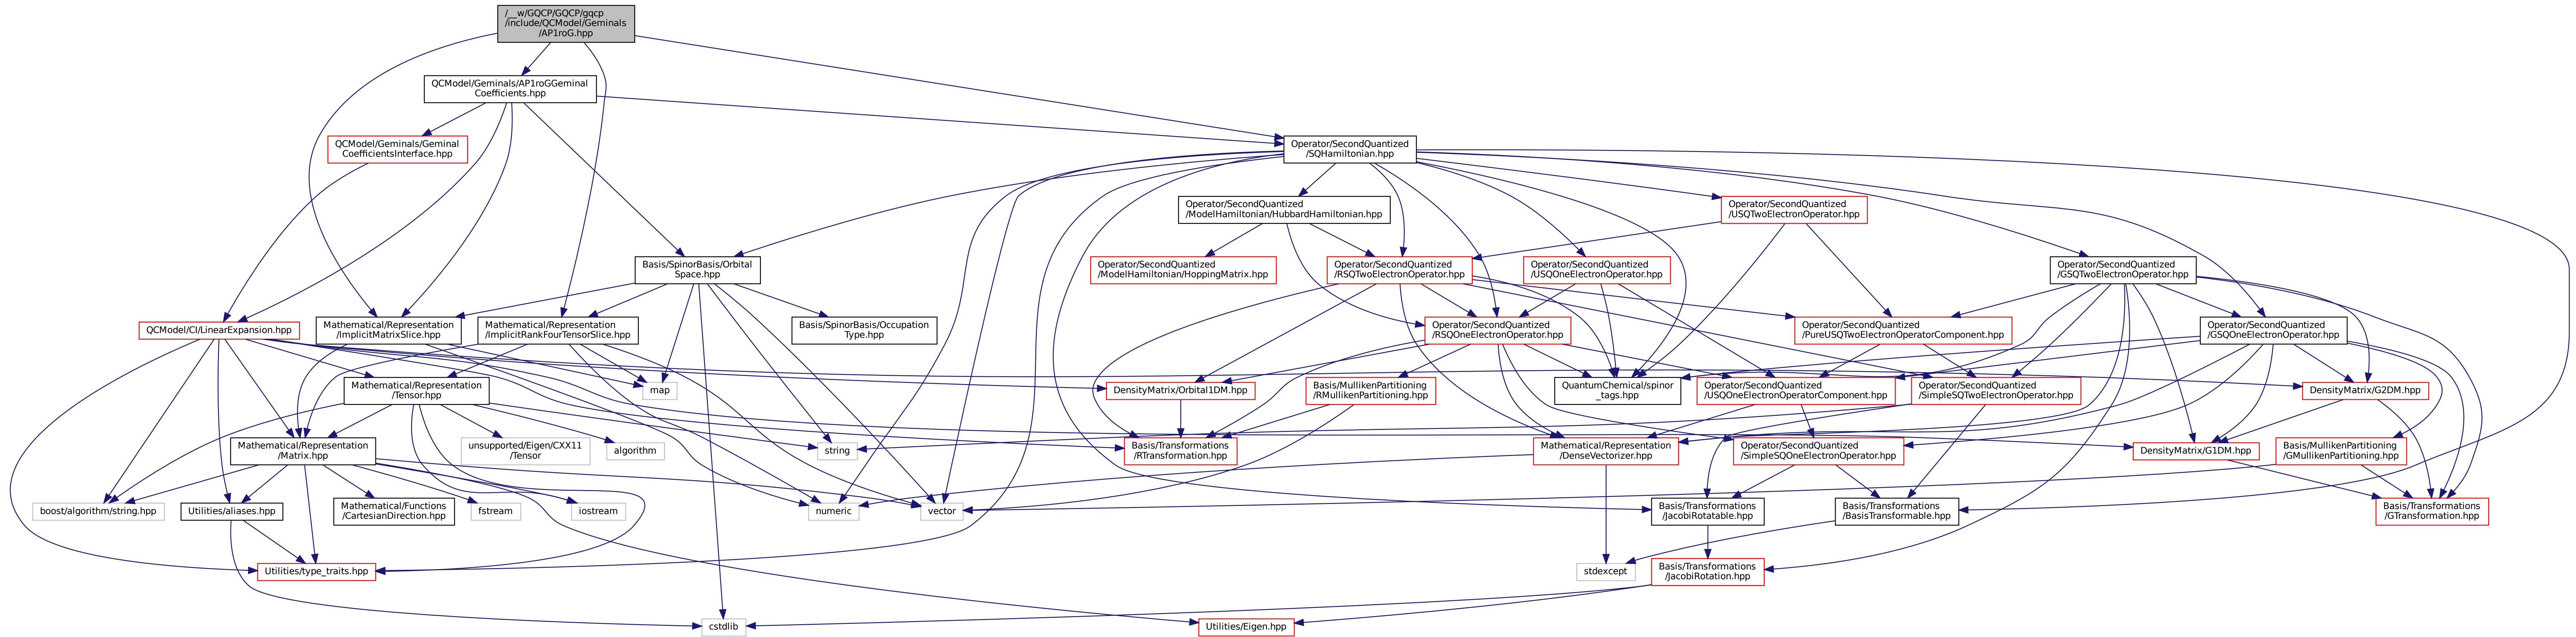 /__w/GQCP/GQCP/gqcp
/include/QCModel/Geminals
/AP1roG.hpp
QCModel/Geminals/AP1roGGeminal
Coefficients.hpp
QCModel/Geminals/Geminal
CoefficientsInterface.hpp
Operator/SecondQuantized
/SQHamiltonian.hpp
Operator/SecondQuantized
/ModelHamiltonian/HubbardHamiltonian.hpp
Operator/SecondQuantized
/USQTwoElectronOperator.hpp
Basis/SpinorBasis/Orbital
Space.hpp
Operator/SecondQuantized
/ModelHamiltonian/HoppingMatrix.hpp
Operator/SecondQuantized
/RSQTwoElectronOperator.hpp
Operator/SecondQuantized
/USQOneElectronOperator.hpp
Operator/SecondQuantized
/GSQTwoElectronOperator.hpp
QCModel/CI/LinearExpansion.hpp
Mathematical/Representation
/ImplicitMatrixSlice.hpp
Mathematical/Representation
/ImplicitRankFourTensorSlice.hpp
Basis/SpinorBasis/Occupation
Type.hpp
Operator/SecondQuantized
/RSQOneElectronOperator.hpp
Operator/SecondQuantized
/PureUSQTwoElectronOperatorComponent.hpp
Operator/SecondQuantized
/GSQOneElectronOperator.hpp
Mathematical/Representation
/Tensor.hpp
map
DensityMatrix/Orbital1DM.hpp
Basis/MullikenPartitioning
/RMullikenPartitioning.hpp
QuantumChemical/spinor
_tags.hpp
Operator/SecondQuantized
/USQOneElectronOperatorComponent.hpp
Operator/SecondQuantized
/SimpleSQTwoElectronOperator.hpp
DensityMatrix/G2DM.hpp
Mathematical/Representation
/Matrix.hpp
unsupported/Eigen/CXX11
/Tensor
algorithm
string
Basis/Transformations
/RTransformation.hpp
Mathematical/Representation
/DenseVectorizer.hpp
Operator/SecondQuantized
/SimpleSQOneElectronOperator.hpp
DensityMatrix/G1DM.hpp
Basis/MullikenPartitioning
/GMullikenPartitioning.hpp
boost/algorithm/string.hpp
Utilities/aliases.hpp
Mathematical/Functions
/CartesianDirection.hpp
fstream
iostream
numeric
vector
Basis/Transformations
/JacobiRotatable.hpp
Basis/Transformations
/BasisTransformable.hpp
Basis/Transformations
/GTransformation.hpp
Utilities/type_traits.hpp
stdexcept
Basis/Transformations
/JacobiRotation.hpp
cstdlib
Utilities/Eigen.hpp